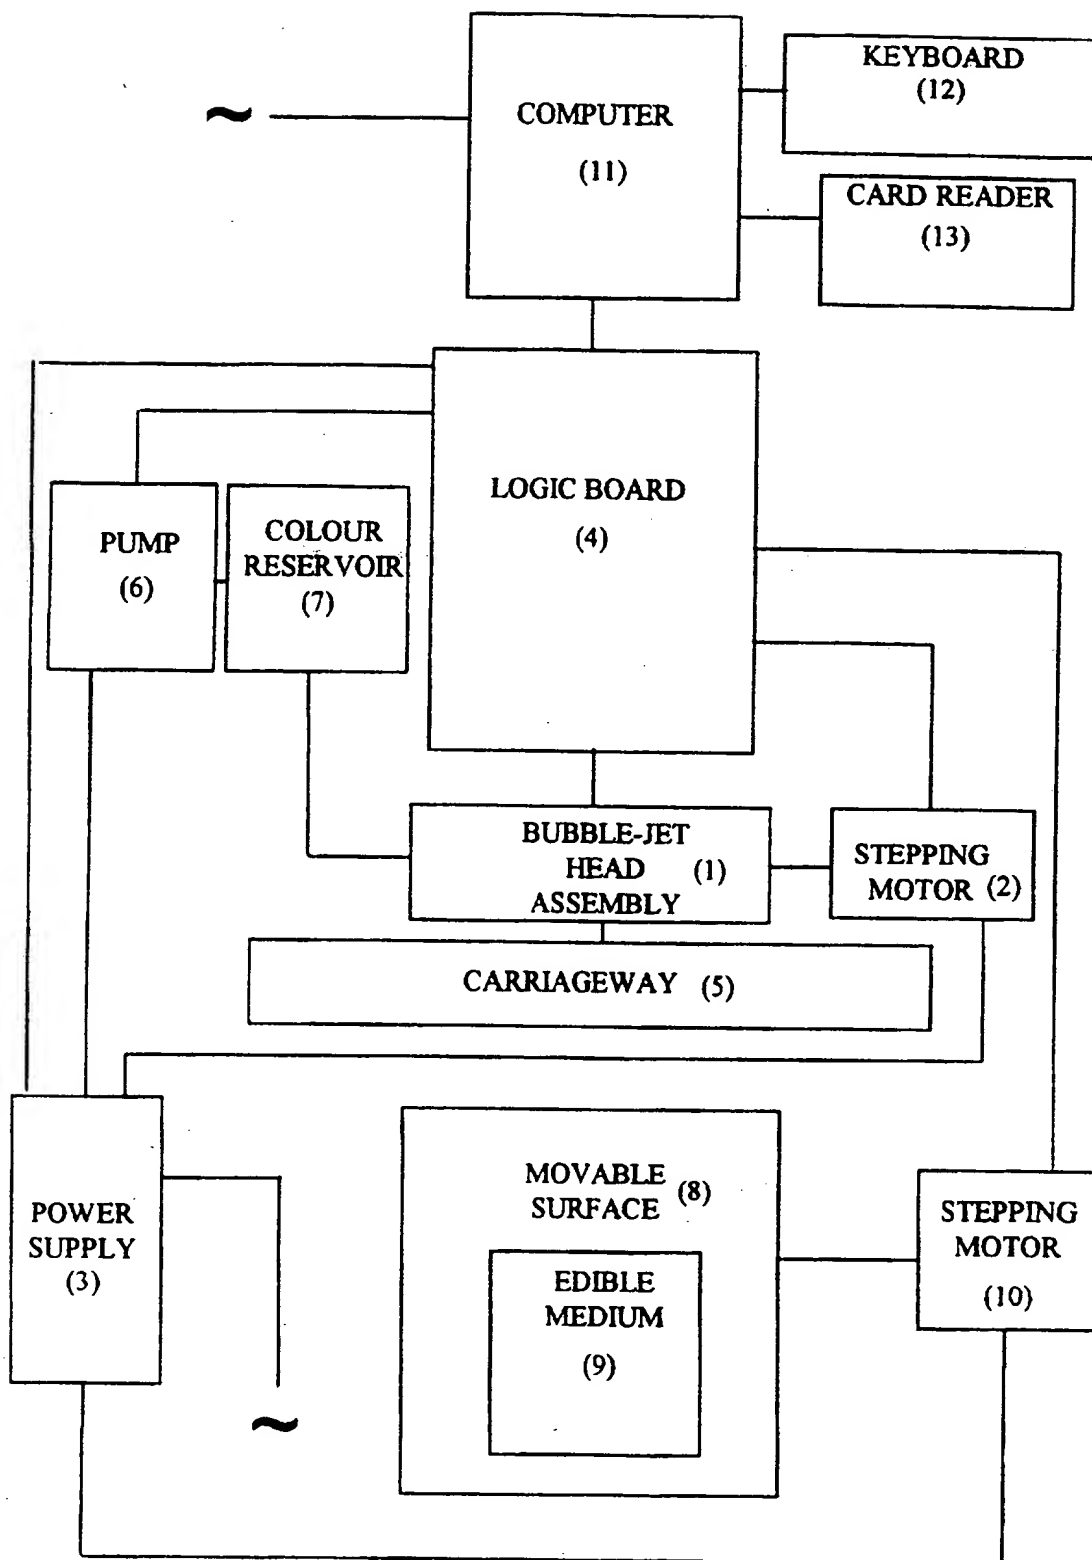 KEYBOARD
(12)
~
COMPUTER
(11)
CARD READER
(13)
LOGIC BOARD
(4)
PUMP
(6)
COLOUR
RESERVOIR
(7)
BUBBLE-JET
HEAD (1)
ASSEMBLY
STEPPING
MOTOR (2)
CARRIAGEWAY (5)
POWER
SUPPLY
(3)
~
MOVABLE
SURFACE (8)
EDIBLE
MEDIUM
(9)
STEPPING
MOTOR
(10)